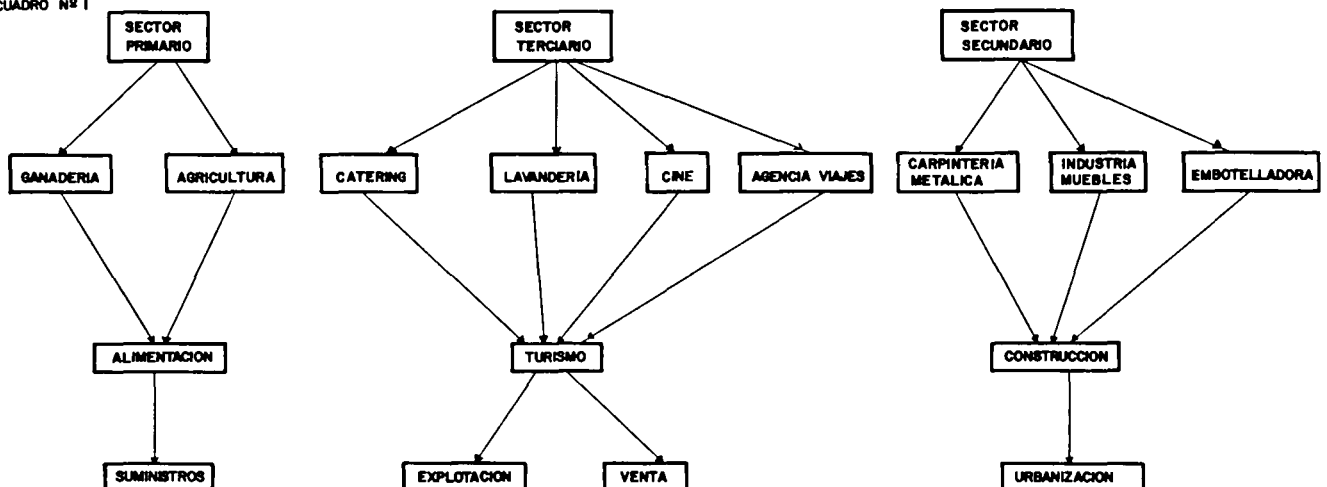 CUADRO Nº 1
SECTOR
PRIMARIO
SECTOR
TERCIARIO
SECTOR
SECUNDARIO
GANADERIA
AGRICULTURA
CATERING
LAVANDERIA
CINE
AGENCIA VIAJES
CARPINTERIA
METALICA
INDUSTRIA
MUEBLES
EMBOTELLADORA
ALIMENTACION
TURISMO
CONSTRUCCION
SUMINISTROS
EXPLOTACION
VENTA
URBANIZACION